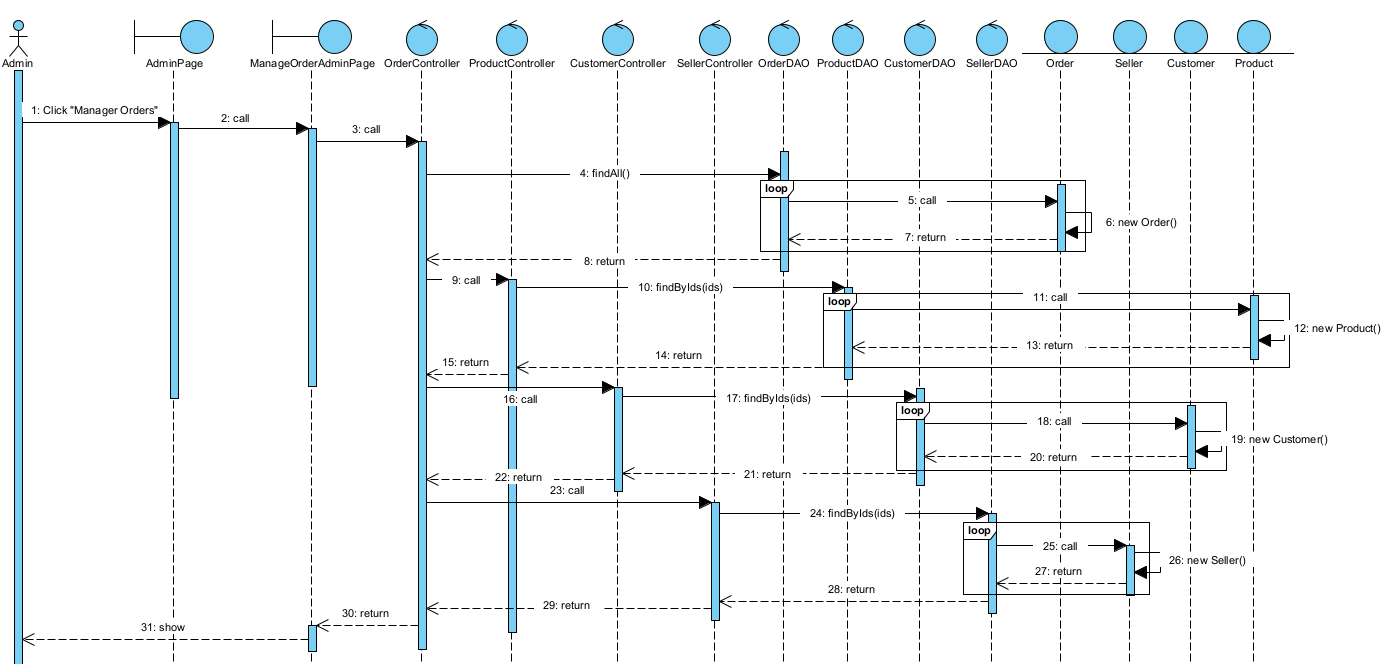 Admin
AdminPage
ManageOrderAdminPage
OrderController
ProductController
CustomerController
SellerController
OrderDAO
ProductDAO
CustomerDAO
SellerDAO
Order
Seller
Customer
Product
1: Click "Manager Orders"
2: call
3: call
4: findAll()
loop
5: call
6: new Order()
7: return
8: return
9: call
10: findByIds(ids)
loop
11: call
12: new Product()
13: return
14: return
15: return
16: call
17: findByIds(ids)
loop
18: call
19: new Customer()
20: return
21: return
22: return
23: call
24: findByIds(ids)
loop
25: call
26: new Seller()
27: return
28: return
29: return
30: return
31: show